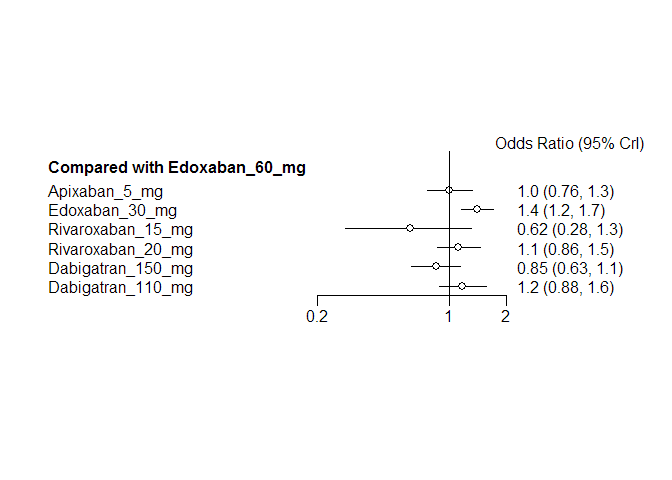 Odds Ratio (95% Crl)
Compared with Edoxaban_60_mg
Apixaban_5_mg 1.0 (0.76, 1.3)
Edoxaban_30_mg 1.4 (1.2, 1.7)
Rivaroxaban_15_mg 0.62 (0.28, 1.3)
Rivaroxaban_20_mg 1.1 (0.86, 1.5)
Dabigatran_150_mg 0.85 (0.63, 1.1)
Dabigatran_110_mg 1.2 (0.88, 1.6)
0.2 1 2